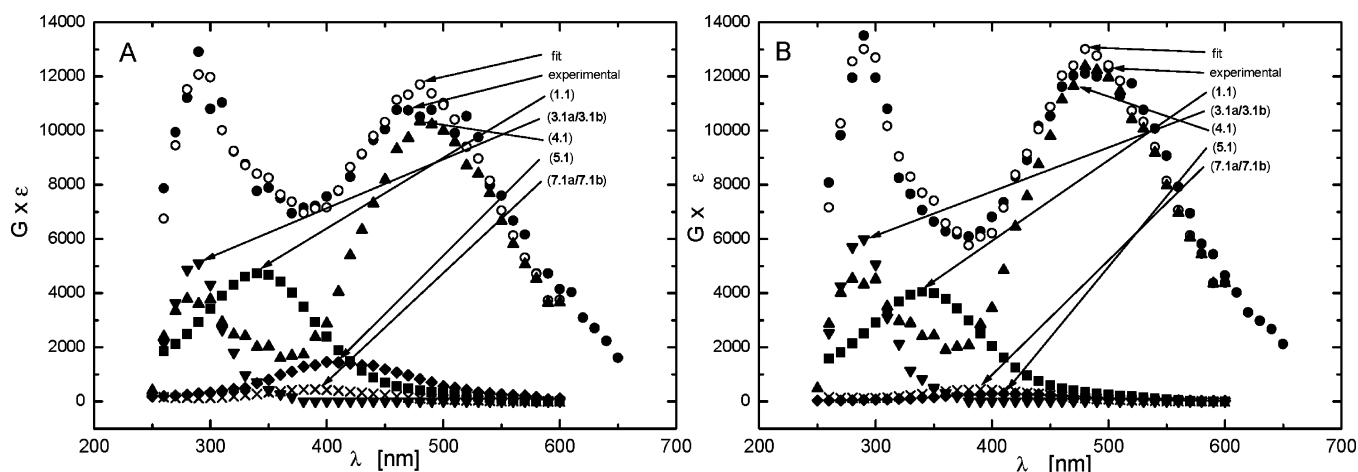 A
14000
12000
10000
8000
6000
4000
2000
0
G x ε
200
300
400
500
600
700
λ [nm]
fit
experimental
(1.1)
(3.1a/3.1b)
(4.1)
(5.1)
(7.1a/7.1b)
B
14000
12000
10000
8000
6000
4000
2000
0
G x ε
200
300
400
500
600
700
λ [nm]
fit
experimental
(1.1)
(3.1a/3.1b)
(4.1)
(5.1)
(7.1a/7.1b)